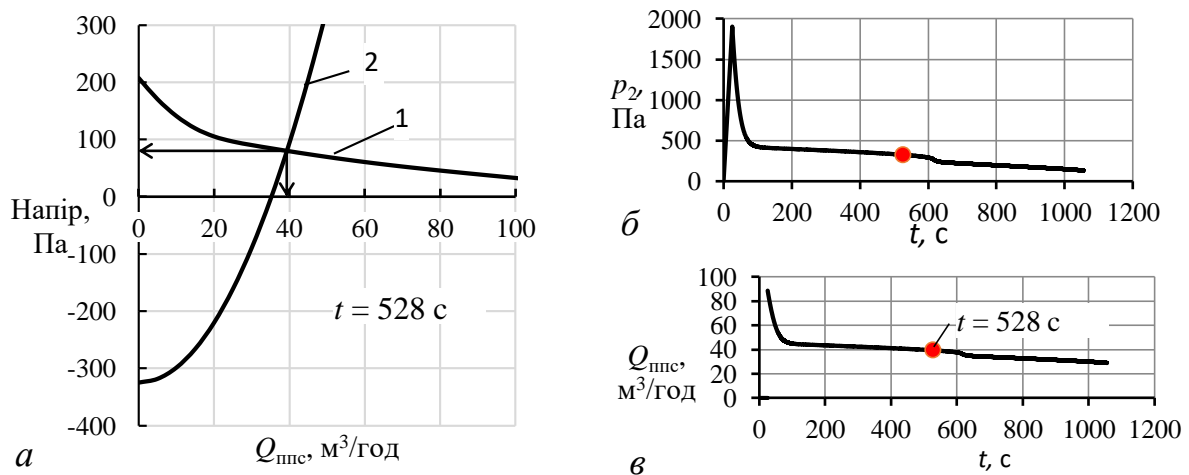 300
200
100
0
-100
-200
-300
-400
Напір,
Па
0 20 40 60 80 100
2
1
t = 528 с
Qппс, м³/год
а
2000
1500
1000
500
0
p₂,
Па
0 200 400 600 800 1000 1200
t, с
б
100
80
60
40
20
0
Qппс,
м³/год
t = 528 с
0 200 400 600 800 1000 1200
t, с
в